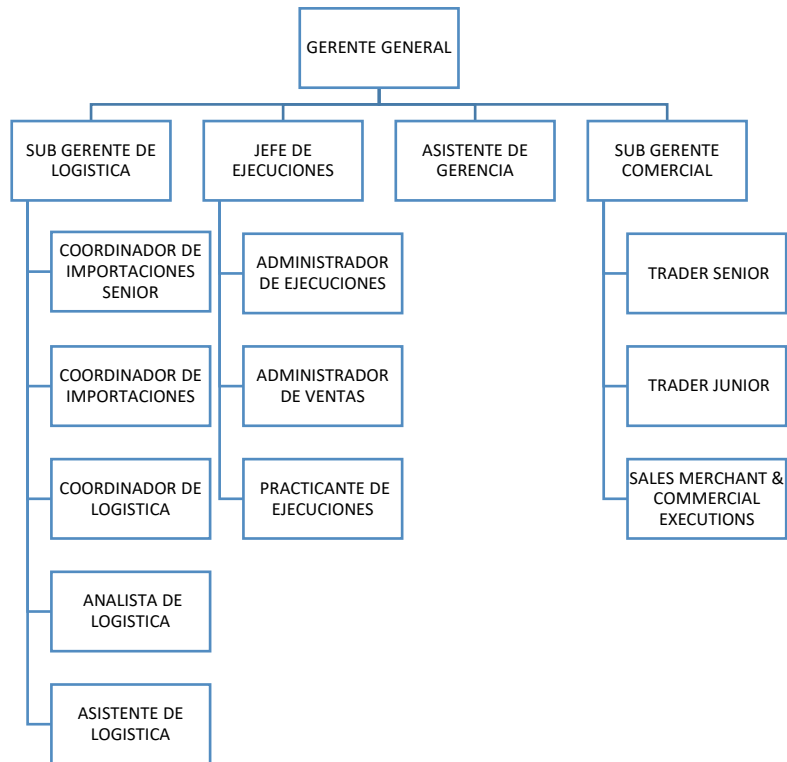 GERENTE GENERAL
SUB GERENTE DE
LOGISTICA
JEFE DE
EJECUCIONES
ASISTENTE DE
GERENCIA
SUB GERENTE
COMERCIAL
COORDINADOR DE
IMPORTACIONES
SENIOR
COORDINADOR DE
IMPORTACIONES
COORDINADOR DE
LOGISTICA
ANALISTA DE
LOGISTICA
ASISTENTE DE
LOGISTICA
ADMINISTRADOR
DE EJECUCIONES
ADMINISTRADOR
DE VENTAS
PRACTICANTE DE
EJECUCIONES
TRADER SENIOR
TRADER JUNIOR
SALES MERCHANT &
COMMERCIAL
EXECUTIONS